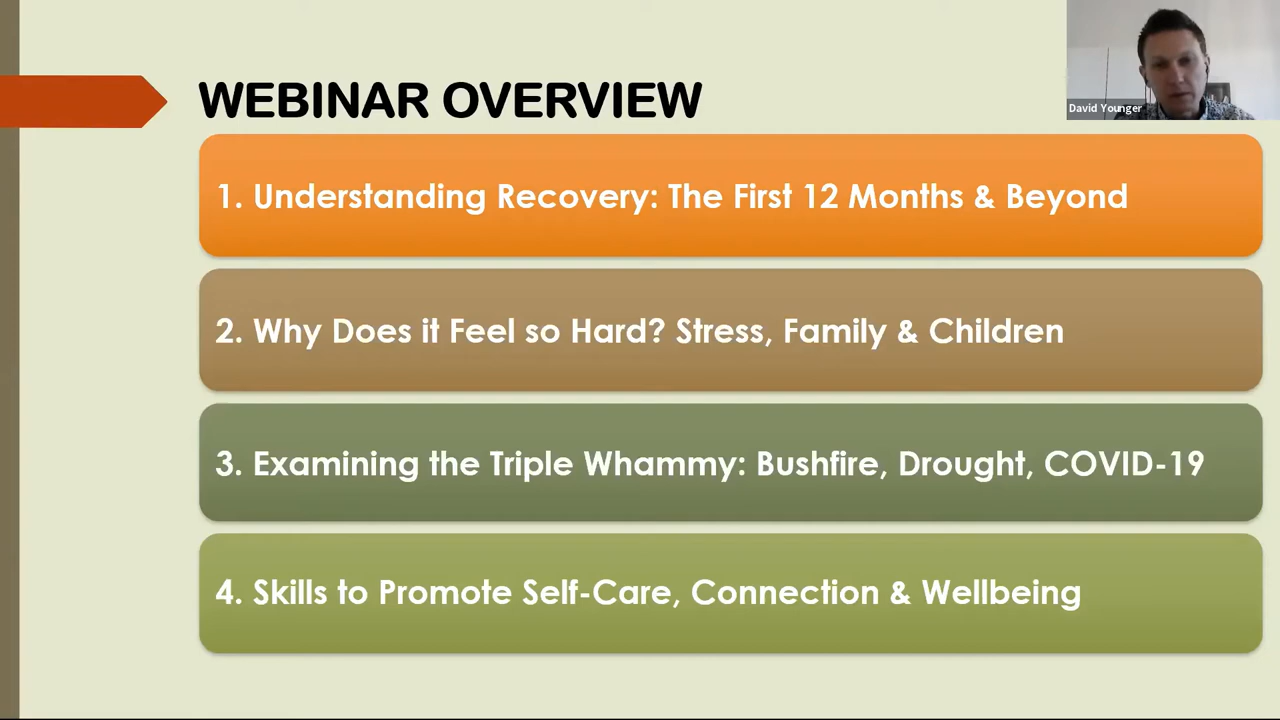 David Younger
WEBINAR OVERVIEW
1. Understanding Recovery: The First 12 Months & Beyond
2. Why Does it Feel so Hard? Stress, Family & Children
3. Examining the Triple Whammy: Bushfire, Drought, COVID-19
4. Skills to Promote Self-Care, Connection & Wellbeing